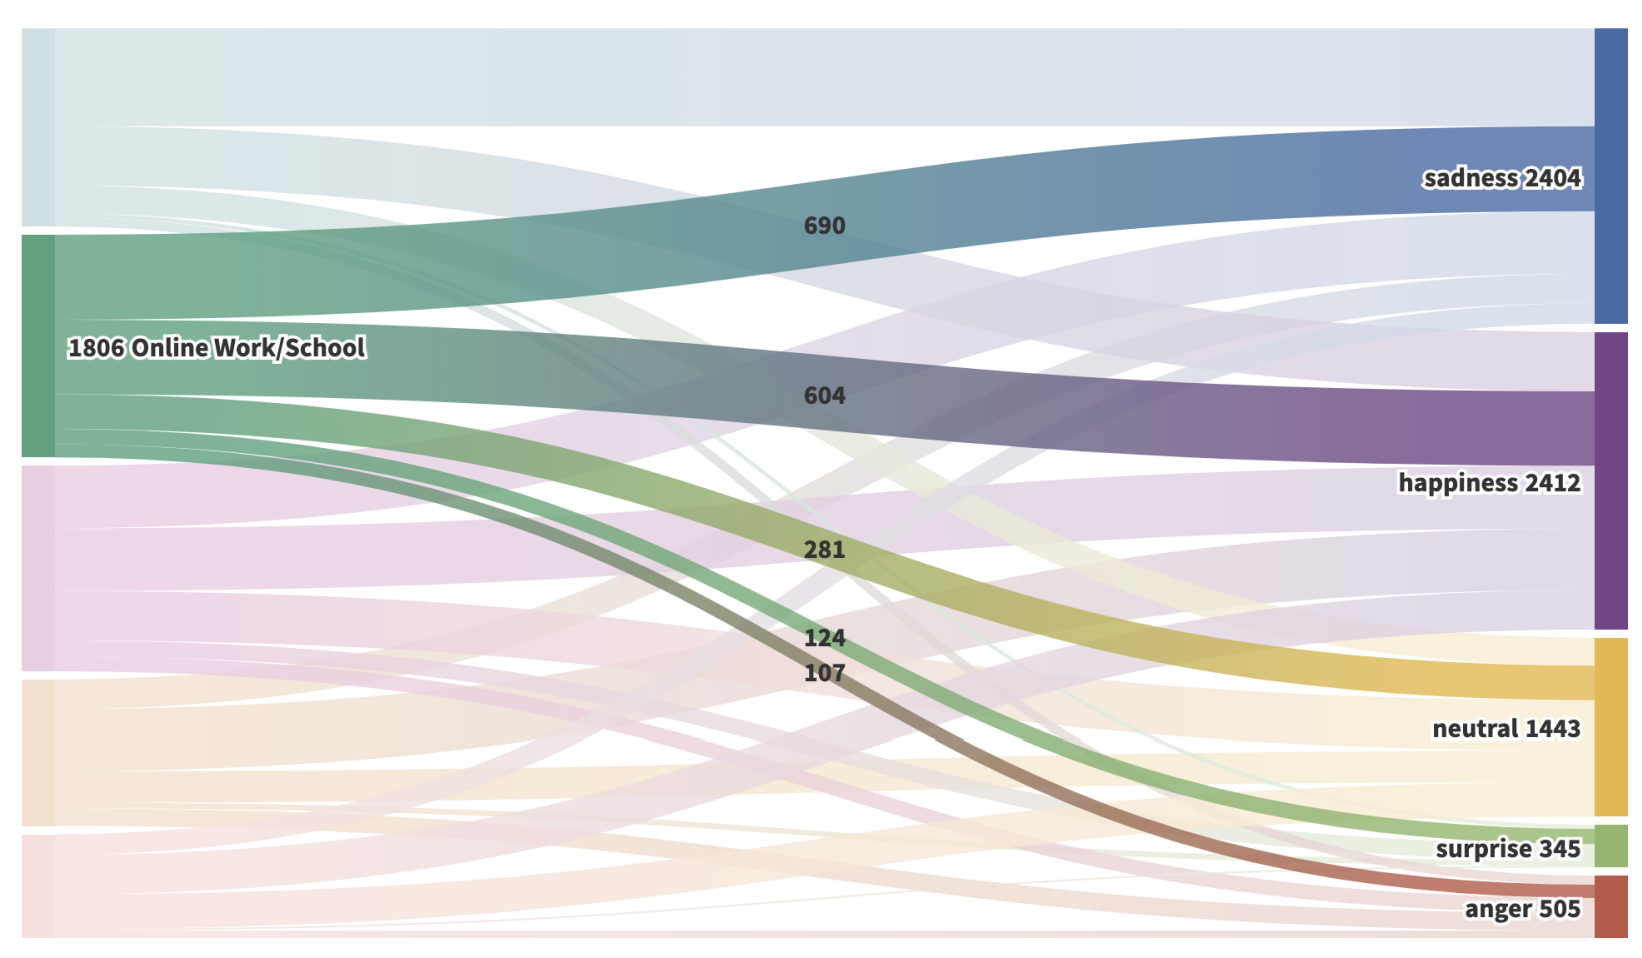 sadness 2404
690
1806 Online Work/School
604
happiness 2412
281
124
107
neutral 1443
surprise 345
anger 505